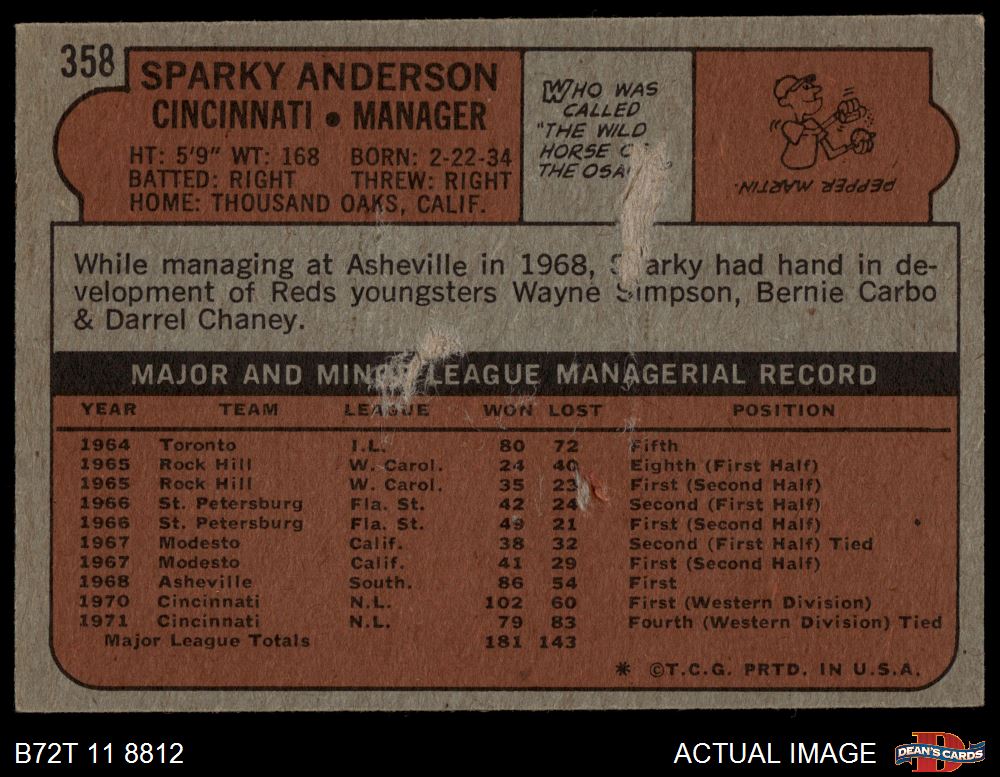 358
SPARKY ANDERSON
CINCINNATI • MANAGER
HT: 5'9" WT: 168 BORN: 2-22-34
BATTED: RIGHT THREW: RIGHT
HOME: THOUSAND OAKS, CALIF.
WHO WAS
CALLED
"THE WILD
HORSE
THE
PEPPER MARTIN.
While managing at Asheville in 1968, Sparky had hand in de-
velopment of Reds youngsters Wayne Simpson, Bernie Carbo
& Darrel Chaney.
MAJOR AND MINOR LEAGUE MANAGERIAL RECORD
YEAR TEAM LEAGUE WON LOST POSITION
1964 Toronto I.L. 80 72 Fifth
1965 Rock Hill W. Carol. 24 40 Eighth (First Half)
1965 Rock Hill W. Carol. 35 23 First (Second Half)
1966 St. Petersburg Fla. St. 42 24 Second (First Half)
1966 St. Petersburg Fla. St. 49 21 First (Second Half)
1967 Modesto Calif. 38 32 Second (First Half) Tied
1967 Modesto Calif. 41 29 First (Second Half)
1968 Asheville South. 86 54 First
1970 Cincinnati N.L. 102 60 First (Western Division)
1971 Cincinnati N.L. 79 83 Fourth (Western Division) Tied
Major League Totals 181 143
* ©T.C.G. PRTD. IN U.S.A.
B72T 11 8812
ACTUAL IMAGE
DEAN'S CARDS